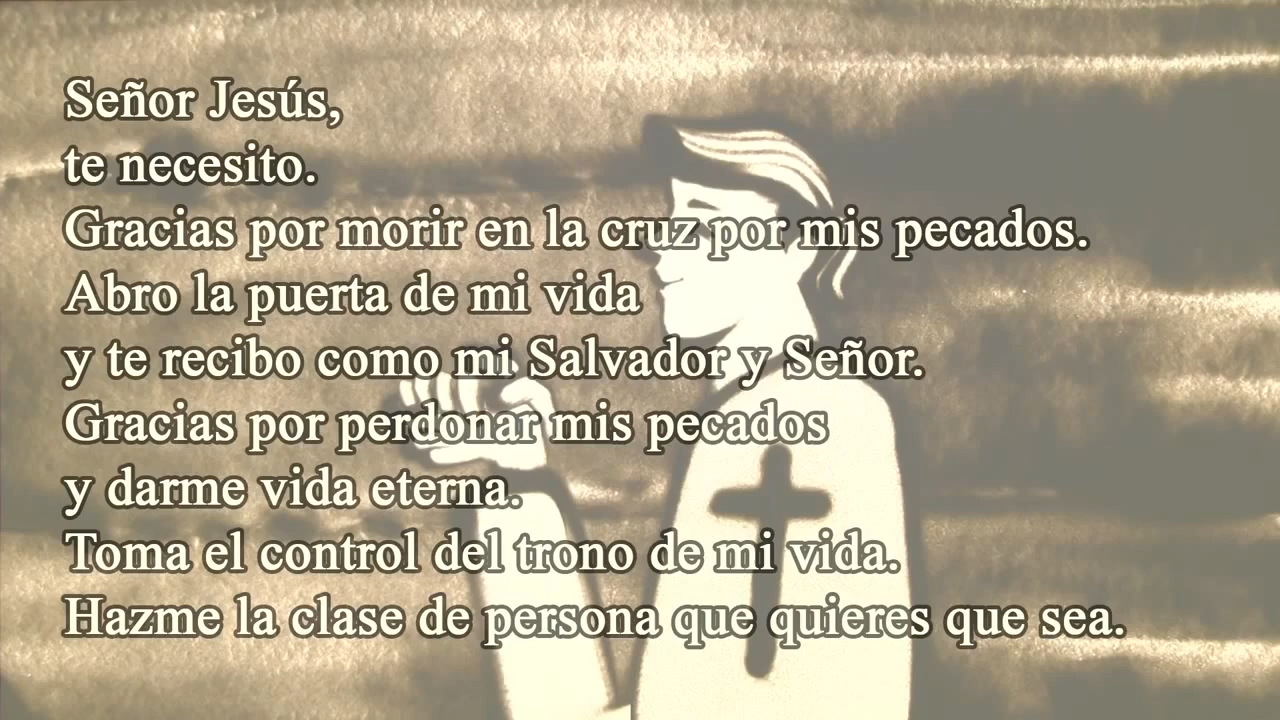 Señor Jesús,
te necesito.
Gracias por morir en la cruz por mis pecados.
Abro la puerta de mi vida
y te recibo como mi Salvador y Señor.
Gracias por perdonar mis pecados
y darme vida eterna.
Toma el control del trono de mi vida.
Hazme la clase de persona que quieres que sea.